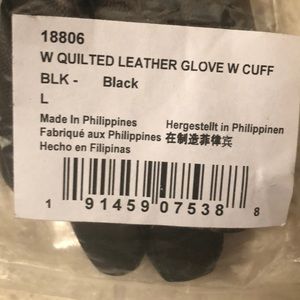 18806
W QUILTED LEATHER GLOVE W CUFF
BLK - Black
L
Made In Philippines Hergestellt in Philippinen
Fabriqué aux Philippines 在制造菲律宾
Hecho en Filipinas
1 91459 07538 8